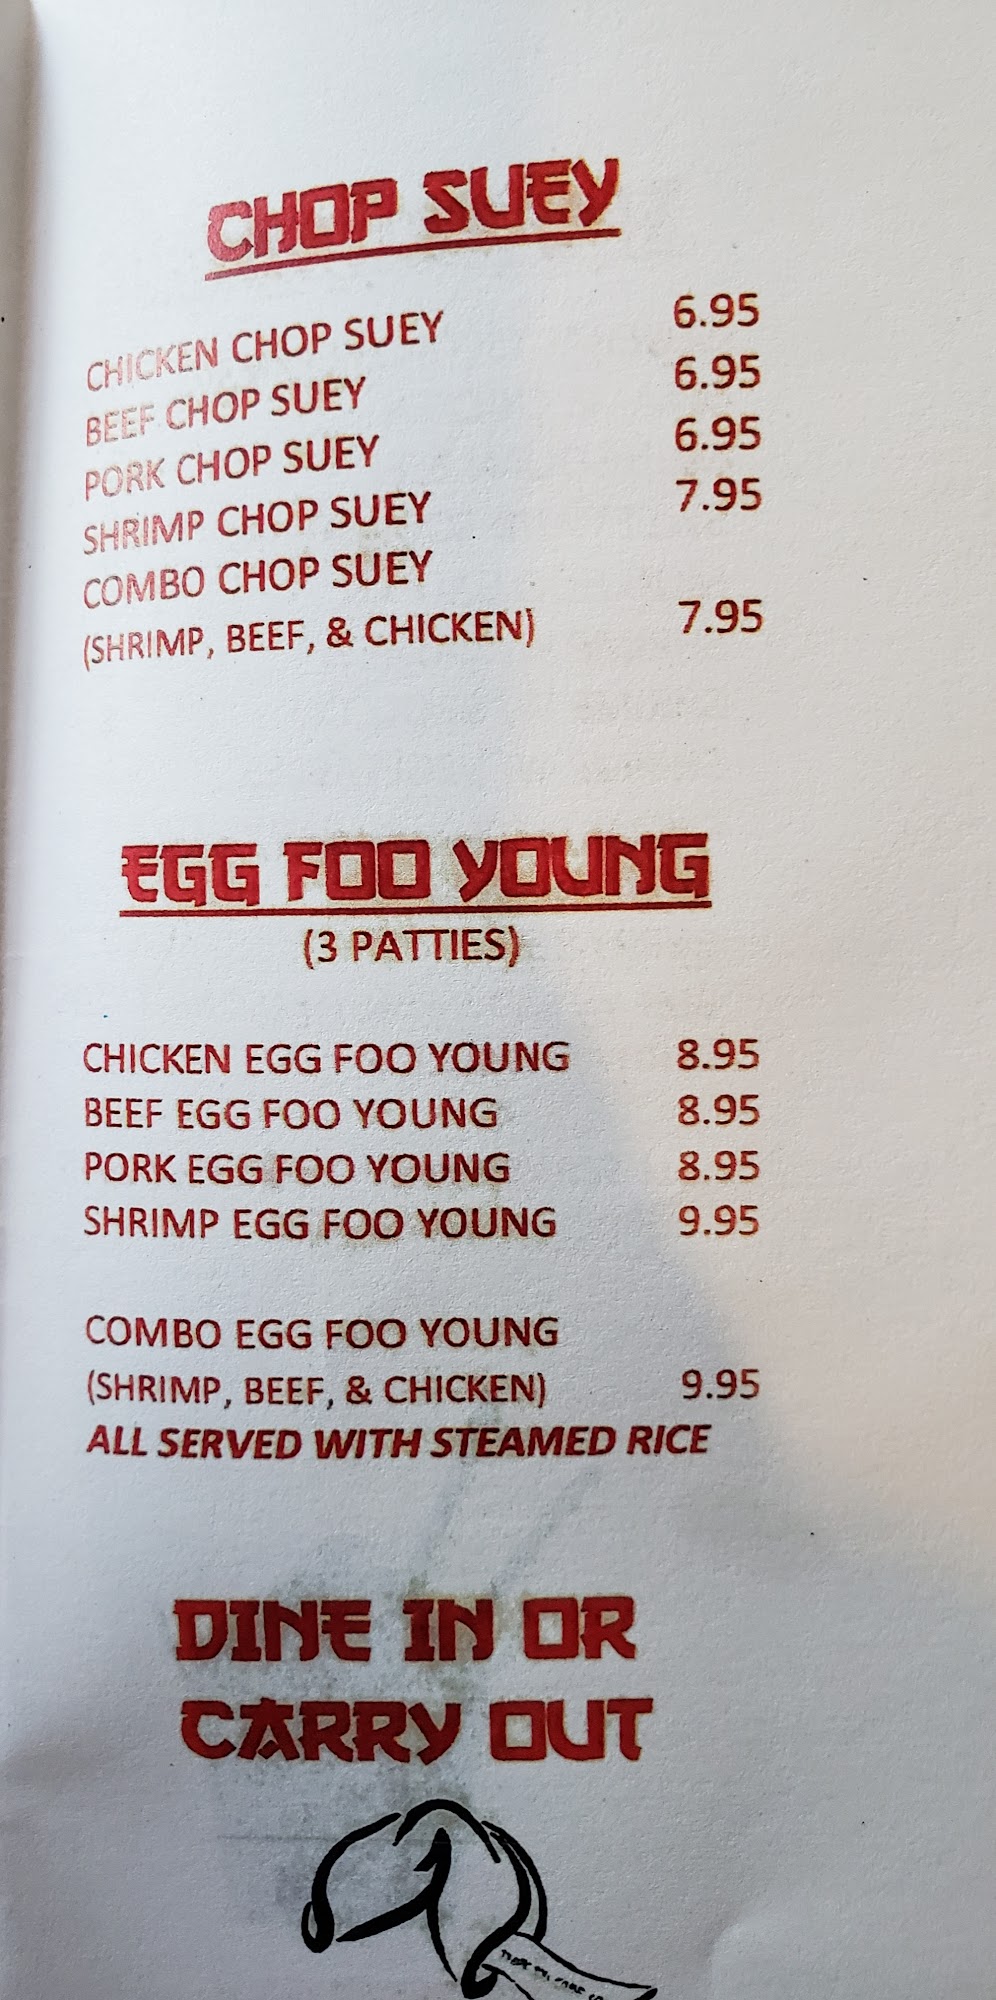 CHOP SUEY
CHICKEN CHOP SUEY 6.95
BEEF CHOP SUEY 6.95
PORK CHOP SUEY 6.95
SHRIMP CHOP SUEY 7.95
COMBO CHOP SUEY
(SHRIMP, BEEF, & CHICKEN) 7.95
EGG FOO YOUNG
(3 PATTIES)
CHICKEN EGG FOO YOUNG 8.95
BEEF EGG FOO YOUNG 8.95
PORK EGG FOO YOUNG 8.95
SHRIMP EGG FOO YOUNG 9.95
COMBO EGG FOO YOUNG
(SHRIMP, BEEF, & CHICKEN) 9.95
ALL SERVED WITH STEAMED RICE
DINE IN OR
CARRY OUT